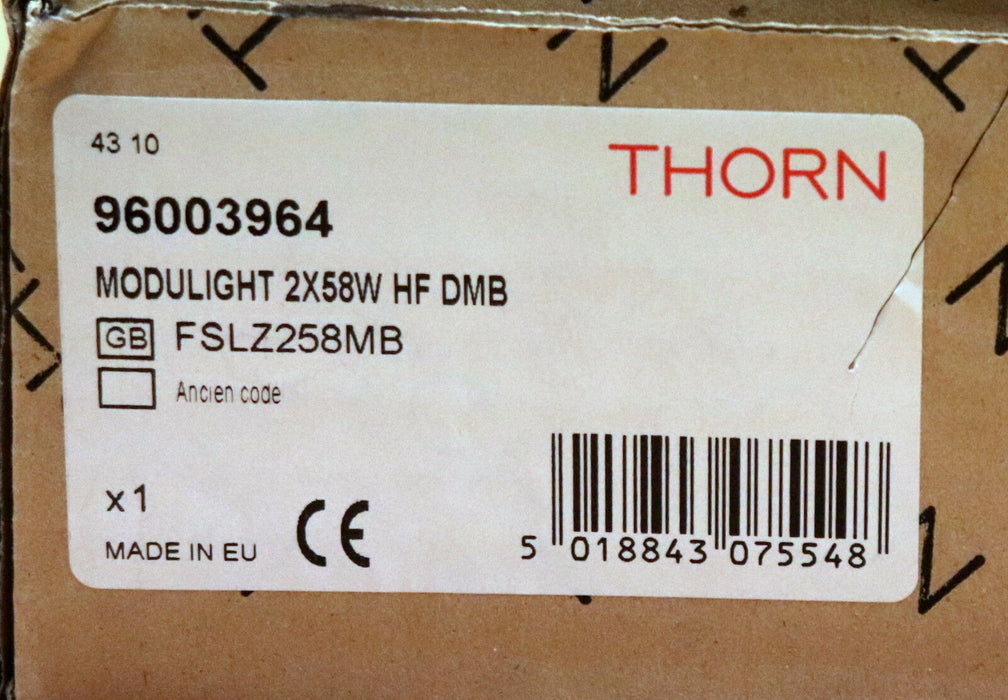 43 10
THORN
96003964
MODULIGHT 2X58W HF DMB
GB FSLZ258MB
Ancien code
x1
MADE IN EU CE
5 018843 075548